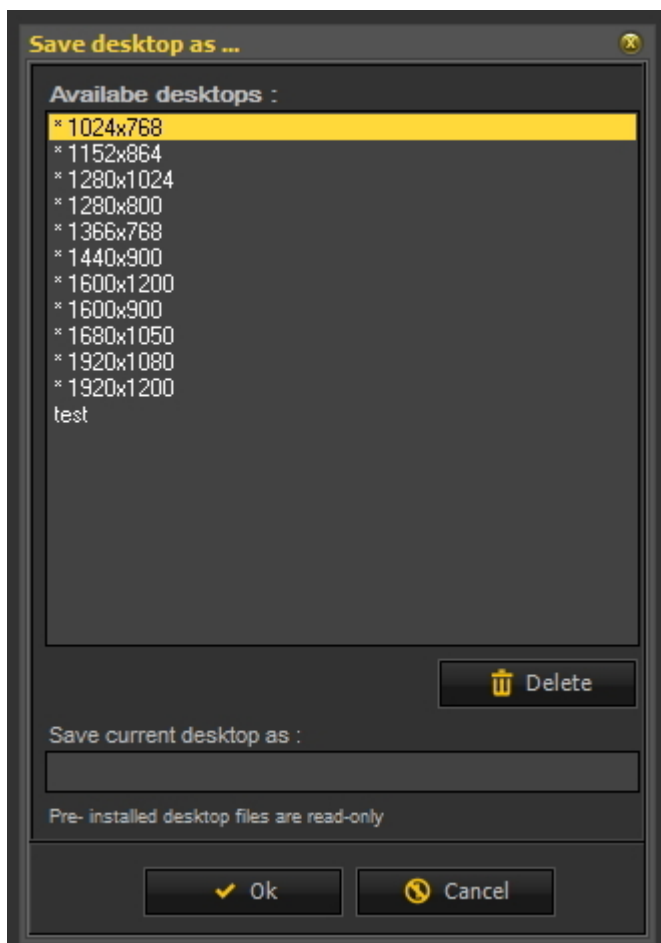 Save desktop as ...
Availabe desktops :
* 1024x768
* 1152x864
* 1280x1024
* 1280x800
* 1366x768
* 1440x900
* 1600x1200
* 1600x900
* 1680x1050
* 1920x1080
* 1920x1200
test
Delete
Save current desktop as :
Pre- installed desktop files are read-only
Ok Cancel